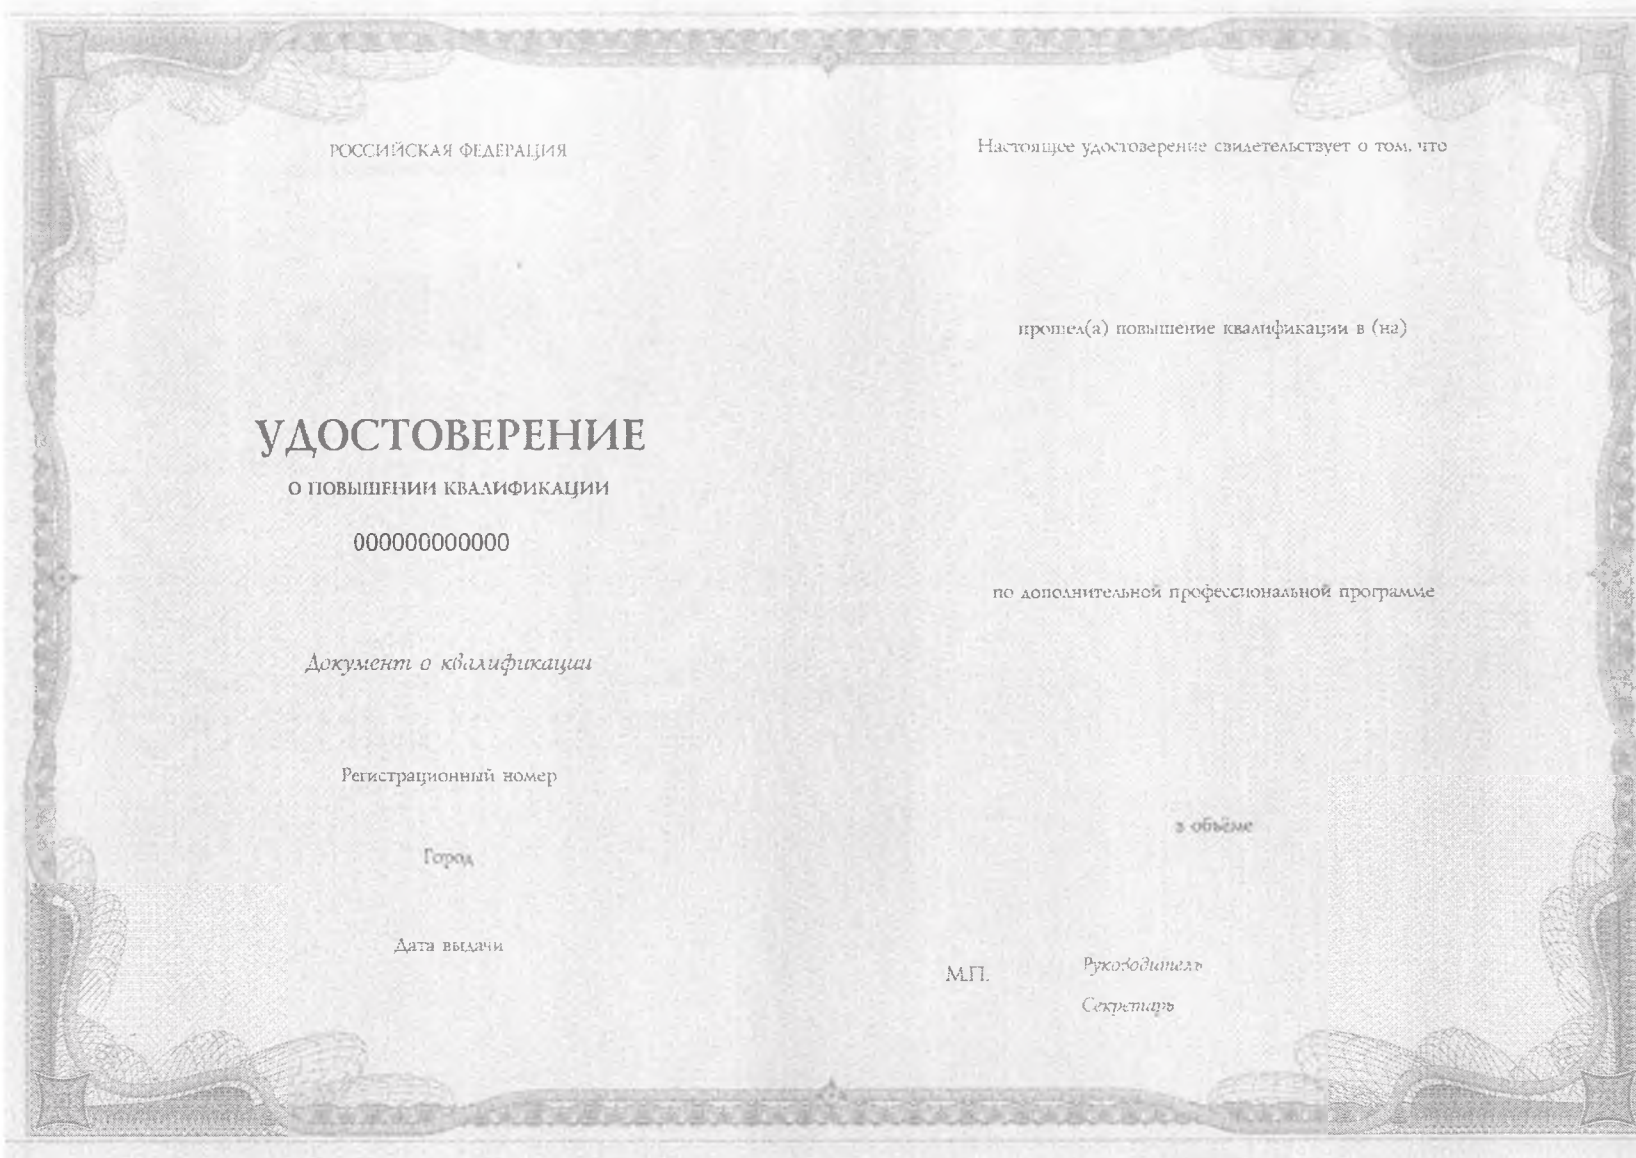 РОССИЙСКАЯ ФЕДЕРАЦИЯ
УДОСТОВЕРЕНИЕ
О ПОВЫШЕНИИ КВАЛИФИКАЦИИ
000000000000
Документ о квалификации
Регистрационный номер
Город
Дата выдачи
Настоящее удостоверение свидетельствует о том, что
прошел(а) повышение квалификации в (на)
по дополнительной профессиональной программе
в объёме
М.П.
Руководитель
Секретарь